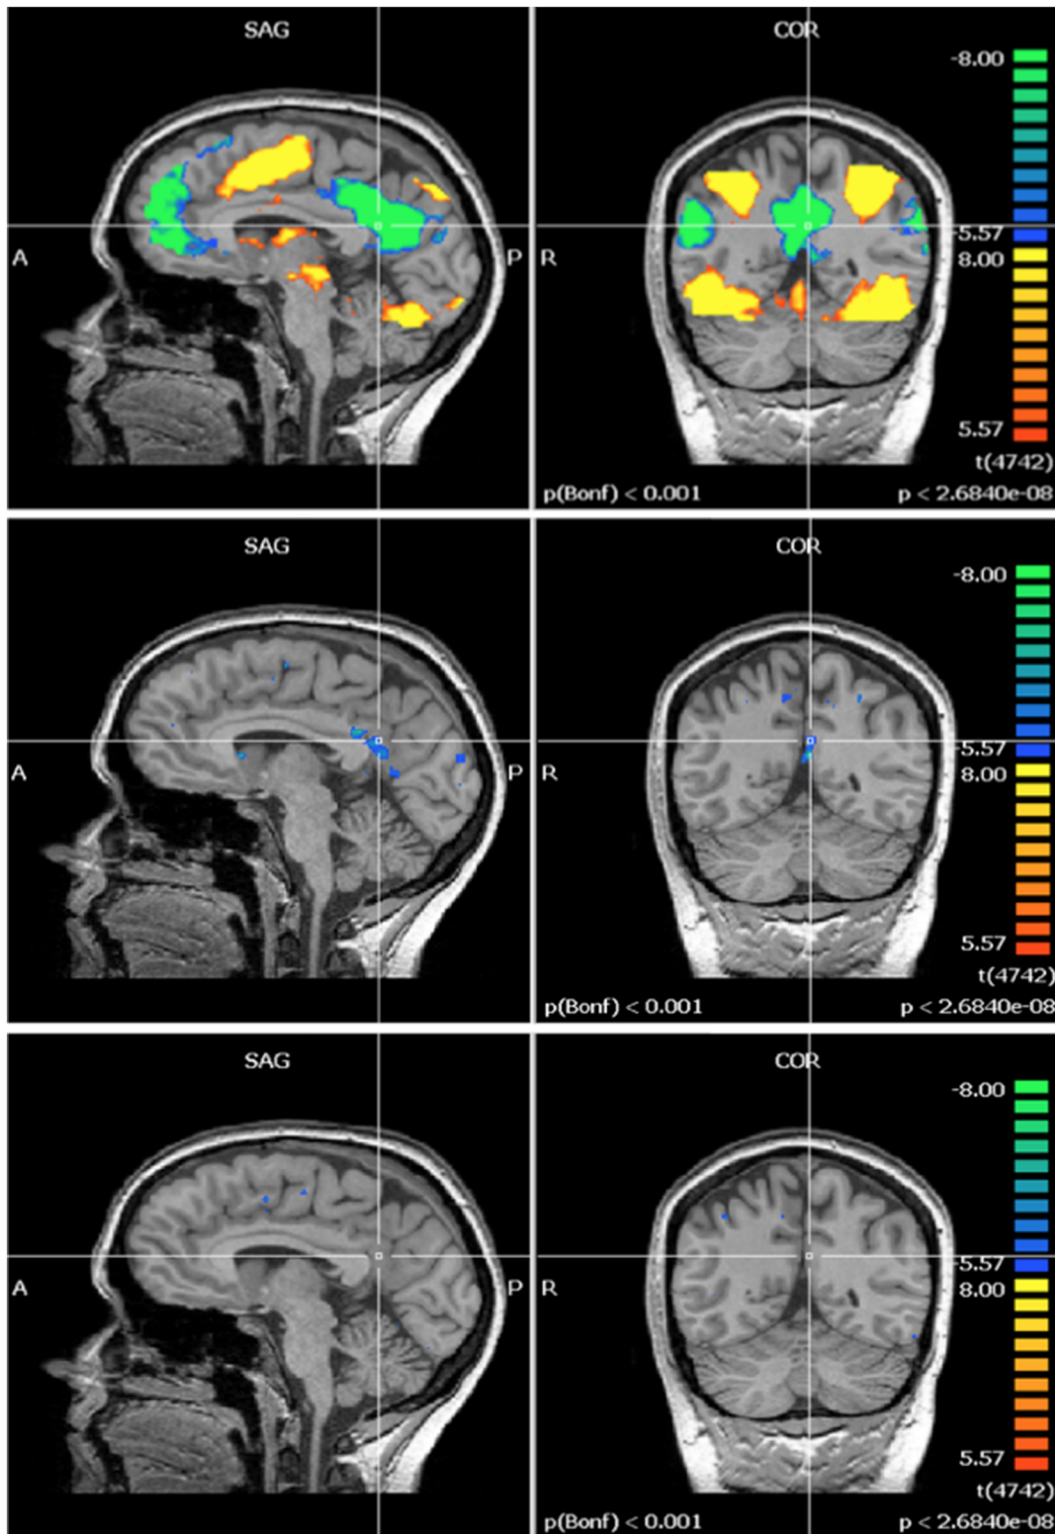 SAG
COR
-8.00
-5.57
8.00
A
P
R
5.57
t(4742)
p(Bonf) < 0.001
p < 2.6840e-08
SAG
COR
-8.00
-5.57
8.00
A
P
R
5.57
t(4742)
p(Bonf) < 0.001
p < 2.6840e-08
SAG
COR
-8.00
-5.57
8.00
A
P
R
5.57
t(4742)
p(Bonf) < 0.001
p < 2.6840e-08